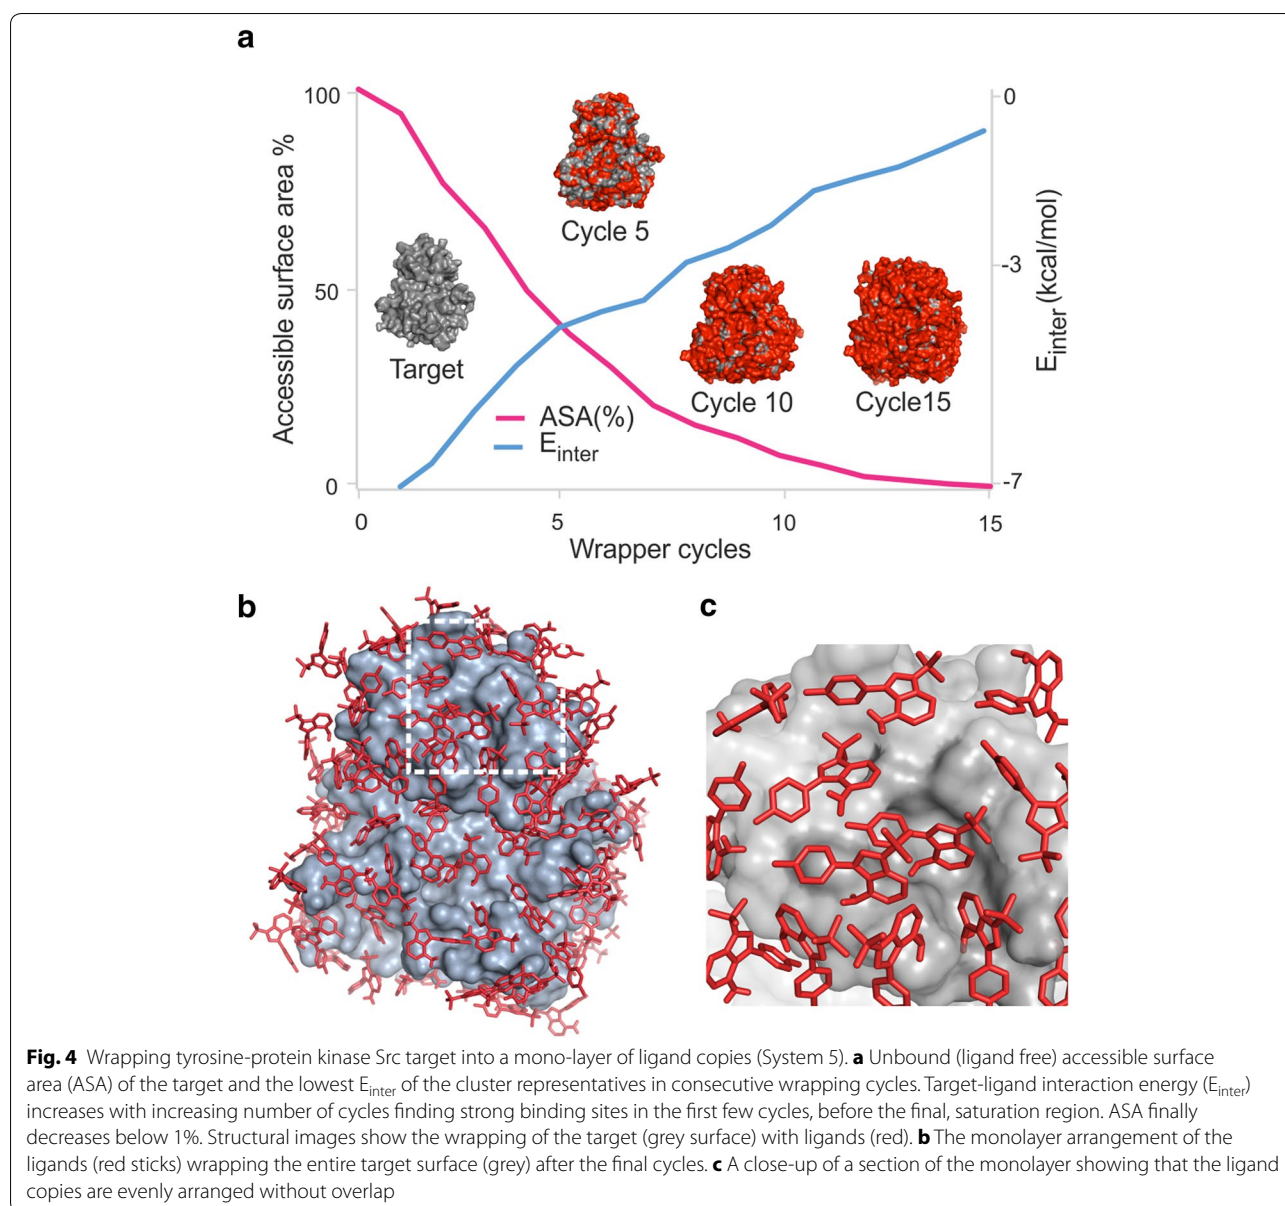 a
100
50
0
Accessible surface area %
0
-3
-7
E_inter (kcal/mol)
Cycle 5
Target
Cycle 10
Cycle15
ASA(%)
E_inter
0
5
10
15
Wrapper cycles
b
c
Fig. 4 Wrapping tyrosine-protein kinase Src target into a mono-layer of ligand copies (System 5). a Unbound (ligand free) accessible surface
area (ASA) of the target and the lowest E_inter of the cluster representatives in consecutive wrapping cycles. Target-ligand interaction energy (E_inter)
increases with increasing number of cycles finding strong binding sites in the first few cycles, before the final, saturation region. ASA finally
decreases below 1%. Structural images show the wrapping of the target (grey surface) with ligands (red). b The monolayer arrangement of the
ligands (red sticks) wrapping the entire target surface (grey) after the final cycles. c A close-up of a section of the monolayer showing that the ligand
copies are evenly arranged without overlap